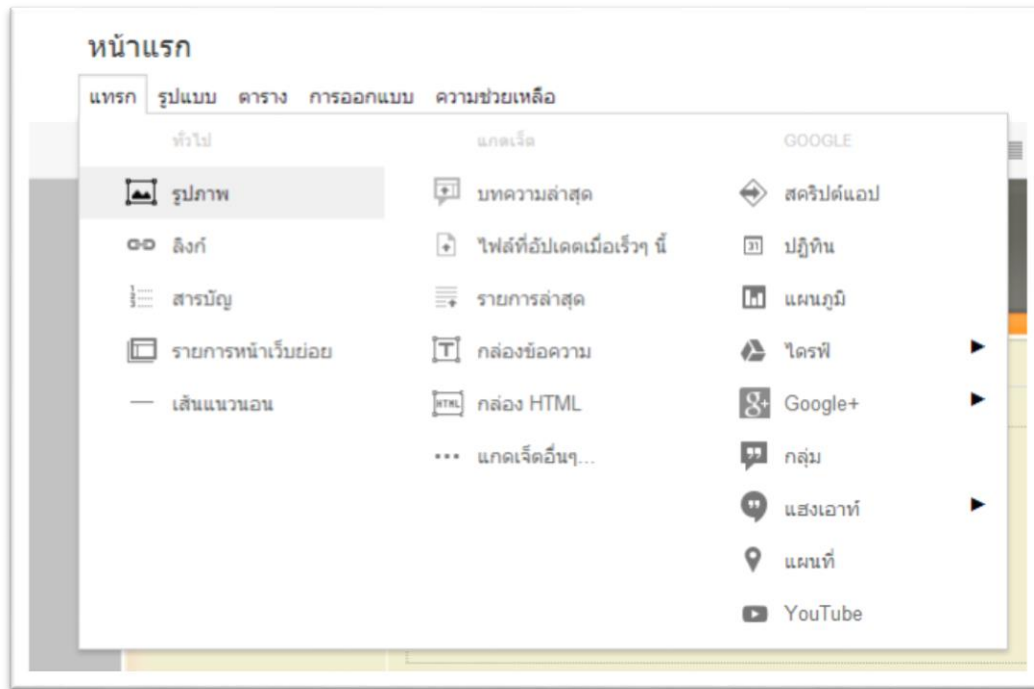 หน้าแรก
แทรก รูปแบบ ตาราง การออกแบบ ความช่วยเหลือ
ทั่วไป
รูปภาพ
ลิงก์
สารบัญ
รายการหน้าเว็บย่อย
เส้นแนวนอน
แกดเจ็ต
บทความล่าสุด
ไฟล์ที่อัปเดตเมื่อเร็วๆ นี้
รายการล่าสุด
กล่องข้อความ
HTML กล่อง HTML
แกดเจ็ตอื่นๆ...
GOOGLE
สคริปต์แอป
31 ปฏิทิน
แผนภูมิ
ไดรฟ์
g+ Google+
กลุ่ม
แฮงเอาท์
แผนที่
YouTube